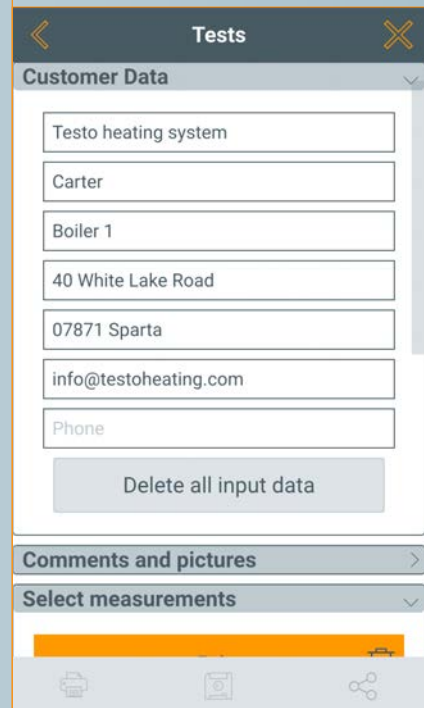 Tests
Customer Data
Testo heating system
Carter
Boiler 1
40 White Lake Road
07871 Sparta
info@testoheating.com
Phone
Delete all input data
Comments and pictures
Select measurements